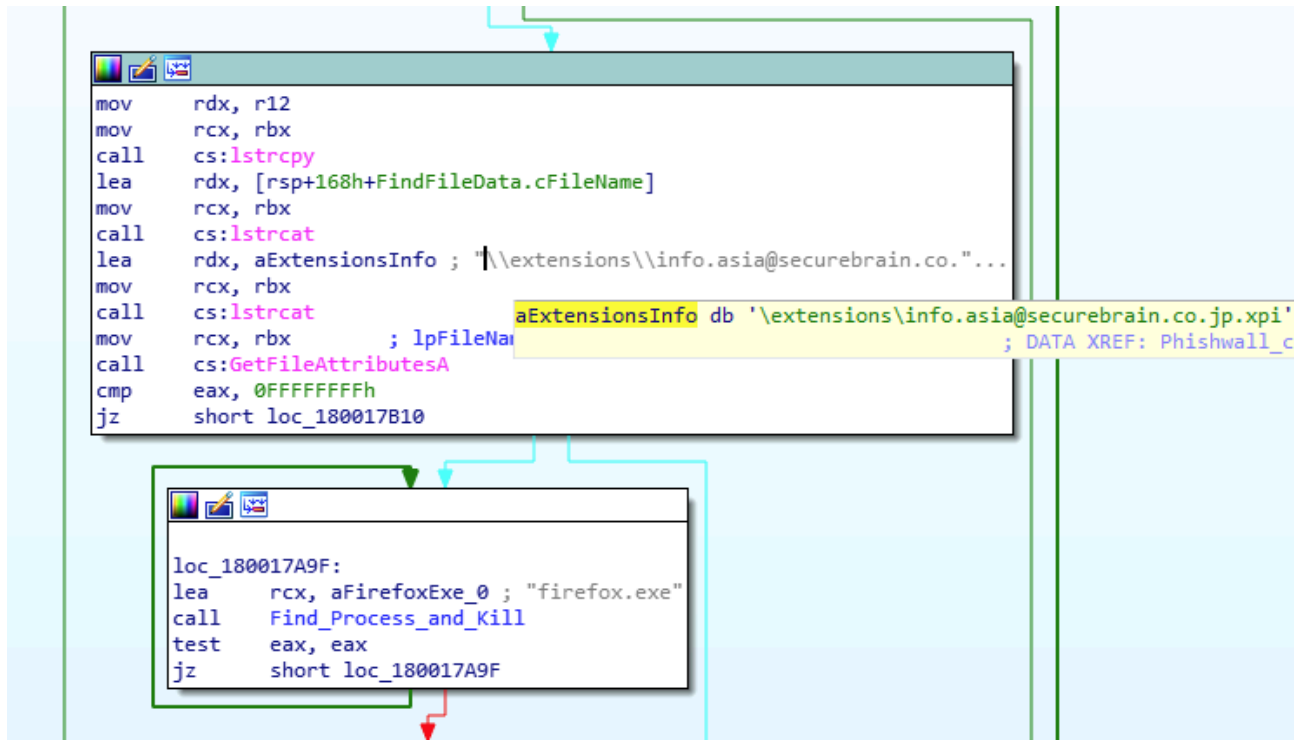 mov rdx, r12
mov rcx, rbx
call cs:lstrcpy
lea rdx, [rsp+168h+FindFileData.cFileName]
mov rcx, rbx
call cs:lstrcat
lea rdx, aExtensionsInfo ; "\\extensions\\info.asia@securebrain.co."...
mov rcx, rbx
call cs:lstrcat
aExtensionsInfo db '\extensions\info.asia@securebrain.co.jp.xpi'
mov rcx, rbx ; lpFileNa
; DATA XREF: Phishwall_c
call cs:GetFileAttributesA
cmp eax, 0FFFFFFFFh
jz short loc_180017B10
loc_180017A9F:
lea rcx, aFirefoxExe_0 ; "firefox.exe"
call Find_Process_and_Kill
test eax, eax
jz short loc_180017A9F